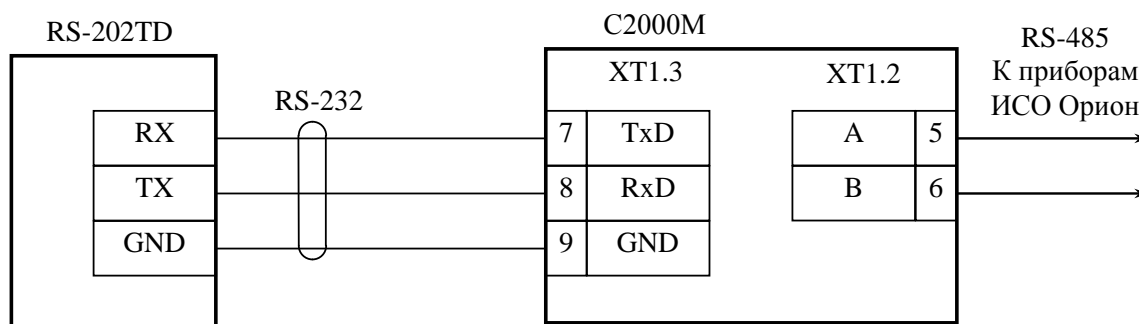 RS-202TD
C2000M
RS-485
К приборам
ИСО Орион
XT1.3
XT1.2
RS-232
RX
7
TxD
A
5
TX
8
RxD
B
6
GND
9
GND